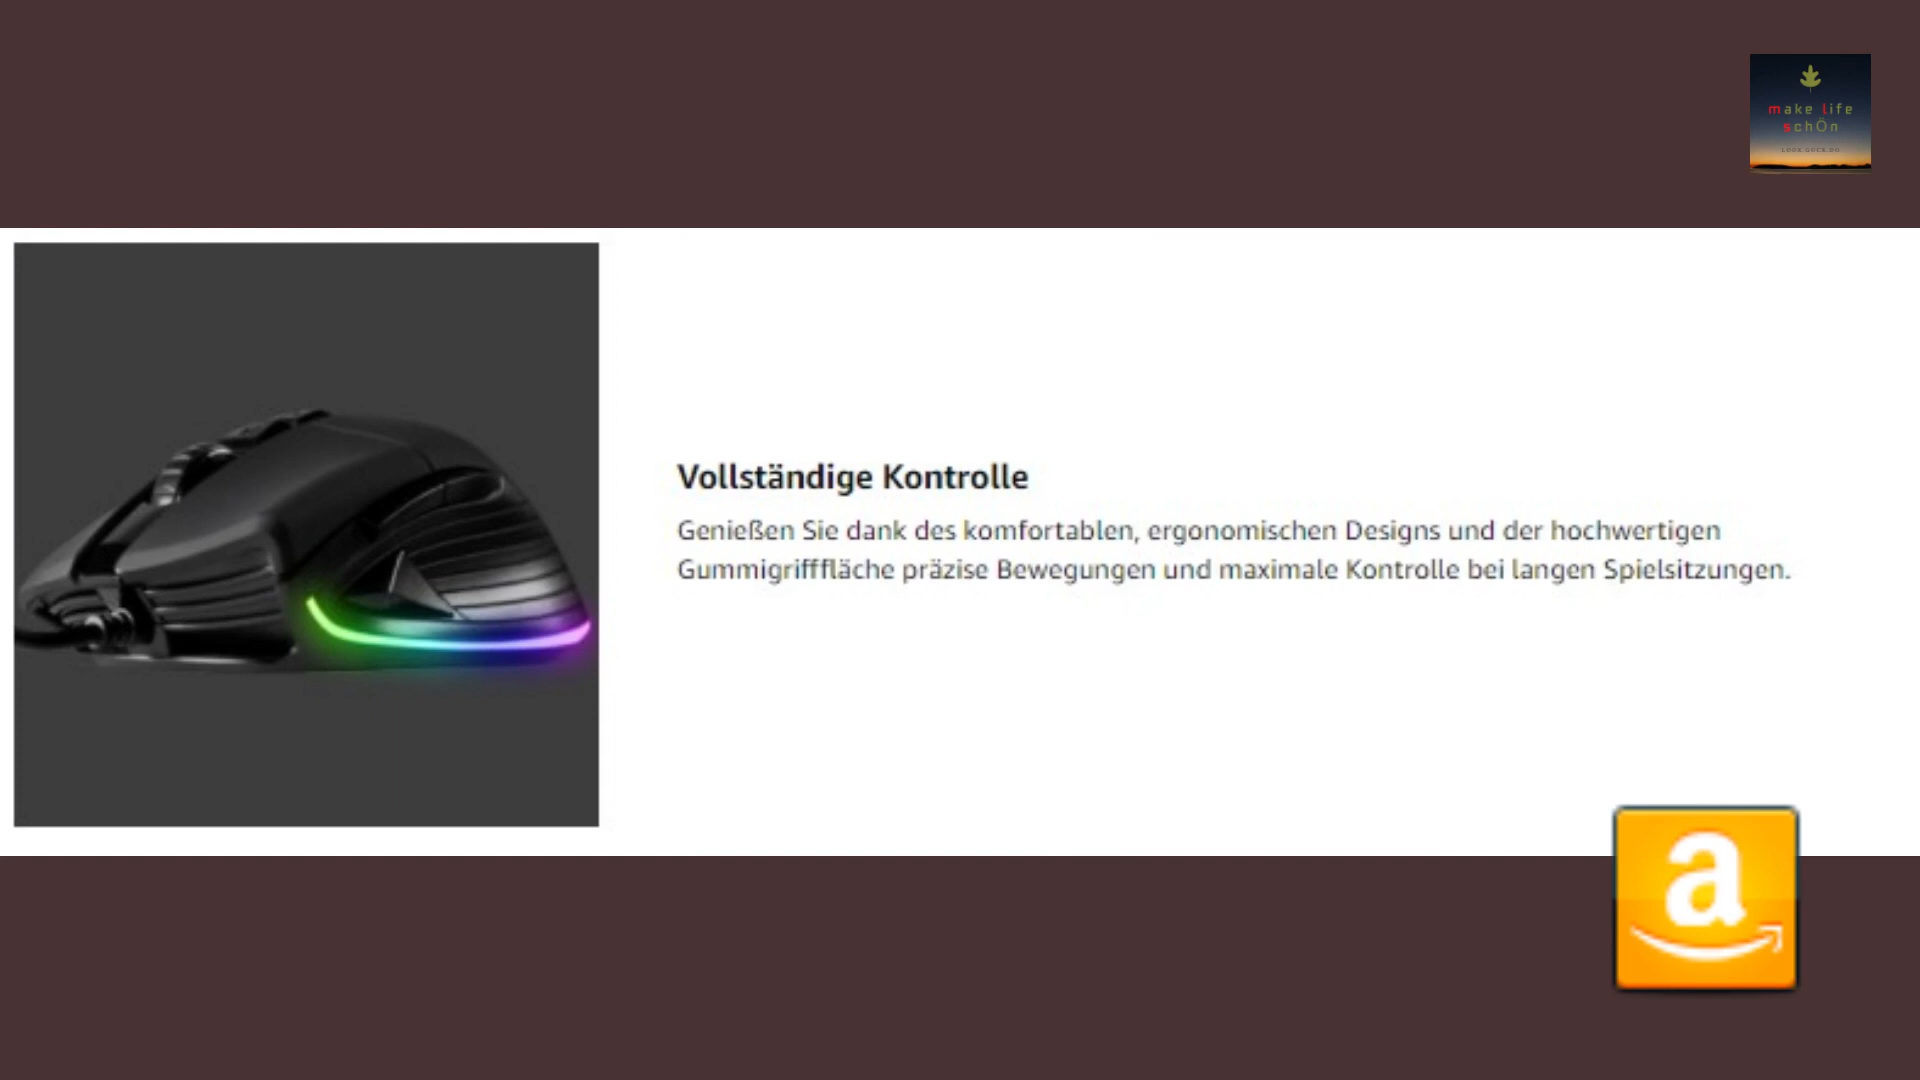 make life
schÖn
Vollständige Kontrolle
Genießen Sie dank des komfortablen, ergonomischen Designs und der hochwertigen
Gummigrifffläche präzise Bewegungen und maximale Kontrolle bei langen Spielsitzungen.
a